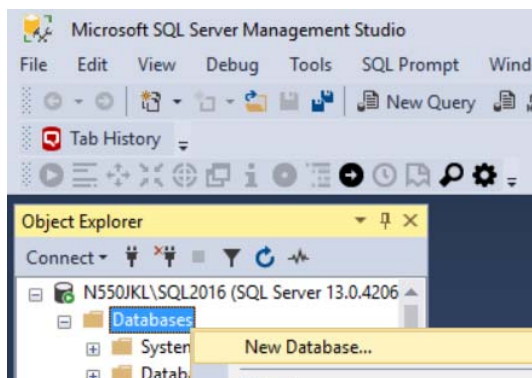 Microsoft SQL Server Management Studio
File Edit View Debug Tools SQL Prompt
New Query
Tab History
Object Explorer
Connect
N550JKL\SQL2016 (SQL Server 13.0.4206
Databases
New Database...